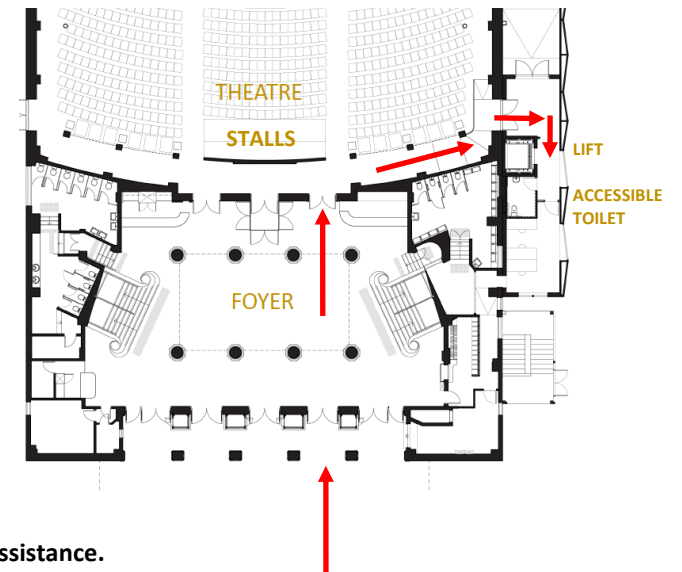 THEATRE
STALLS
LIFT
ACCESSIBLE
TOILET
FOYER
ssistance.